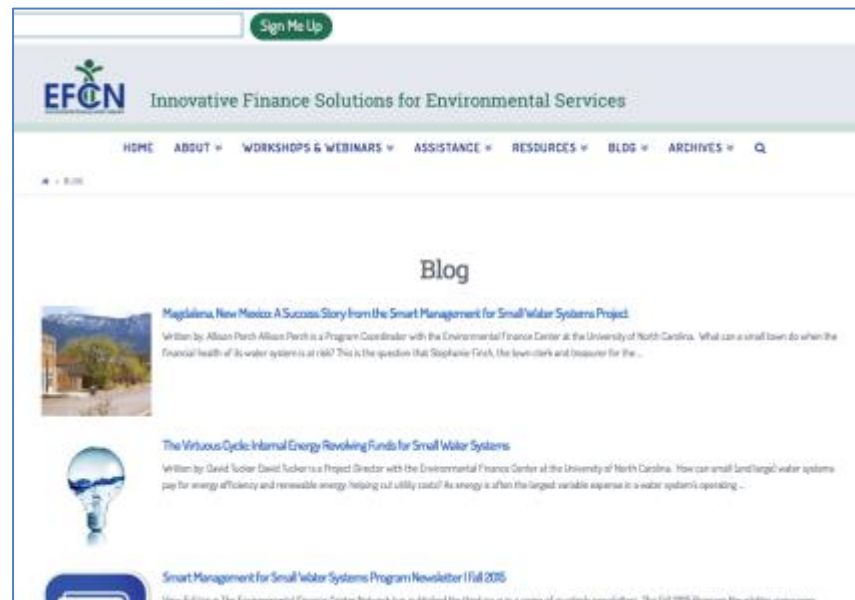 Sign Me Up
EFCN
Innovative Finance Solutions for Environmental Services
HOME ABOUT WORKSHOPS & WEBINARS ASSISTANCE RESOURCES BLOG ARCHIVES
BLOG
Blog
Magdalena, New Mexico: A Success Story from the Smart Management for Small Water Systems Project
Written by: Allison Perch Allison Perch is a Program Coordinator with the Environmental Finance Center at the University of North Carolina. What can a small town do when the
financial health of its water system is at risk? This is the question that Stephanie Finch, the town clerk and treasurer for the ...
The Virtuous Cycle: Internal Energy Revolving Funds for Small Water Systems
Written by: David Tucker David Tucker is a Project Director with the Environmental Finance Center at the University of North Carolina. How can small (and large) water systems
pay for energy efficiency and renewable energy, helping cut utility costs? As energy is often the largest variable expense in a water system's operating ...
Smart Management for Small Water Systems Program Newsletter | Fall 2015